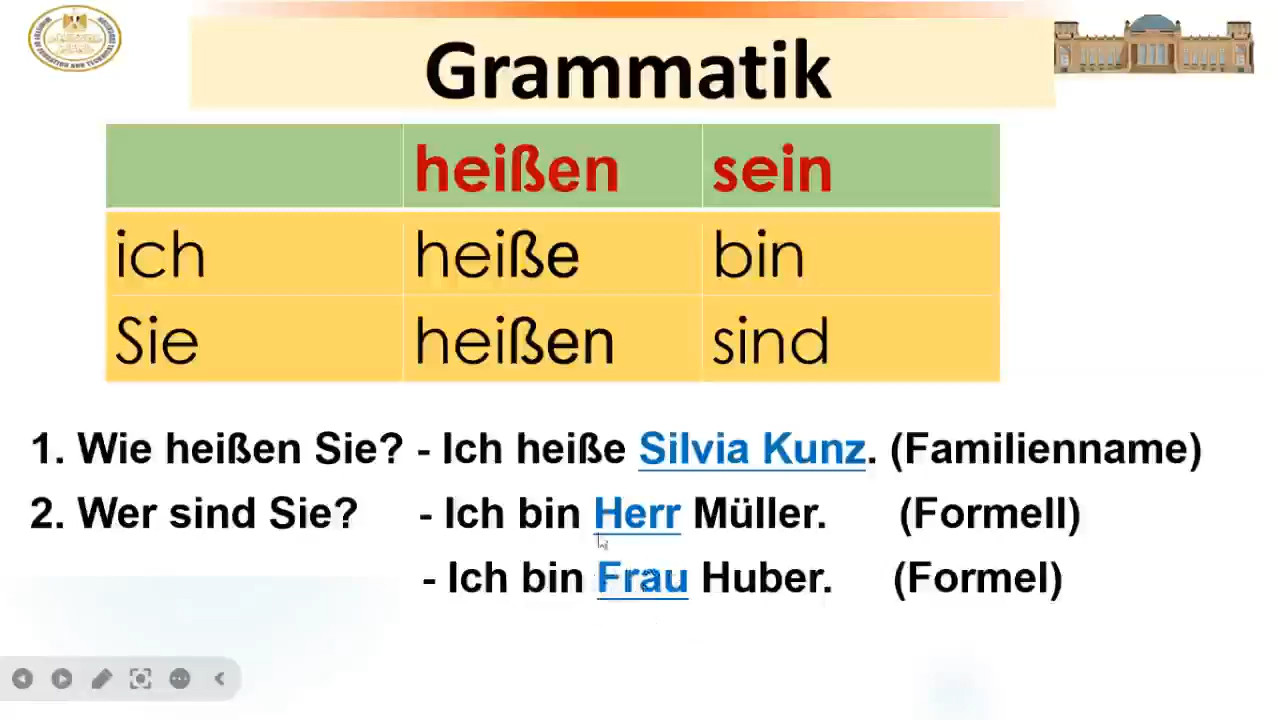 Grammatik
heißen sein
ich heiße bin
Sie heißen sind
1. Wie heißen Sie? - Ich heiße Silvia Kunz. (Familienname)
2. Wer sind Sie? - Ich bin Herr Müller. (Formell)
- Ich bin Frau Huber. (Formel)